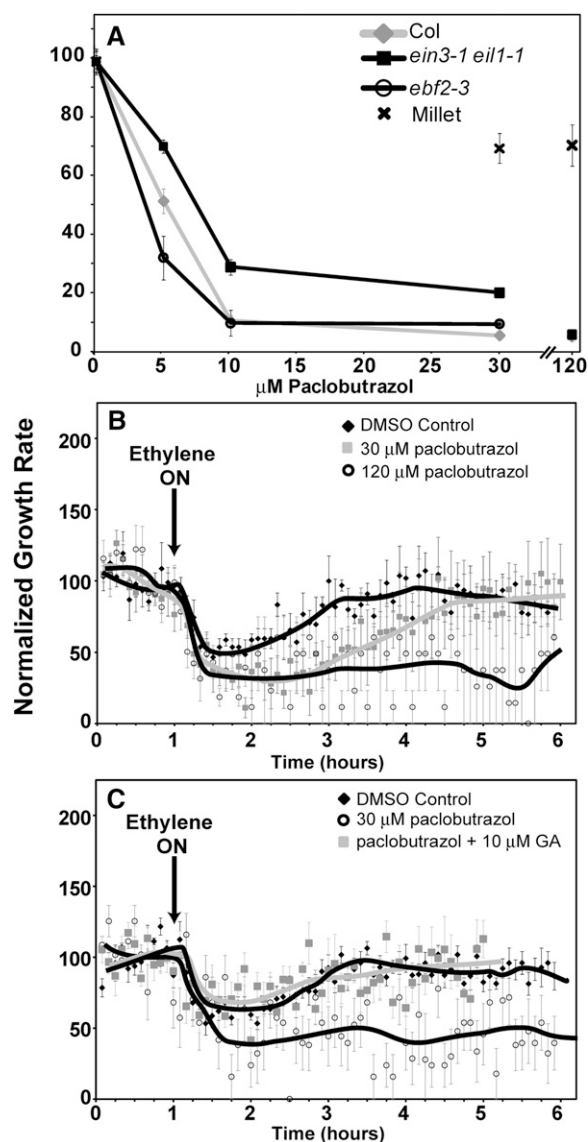 A
Col
ein3-1 eil1-1
ebf2-3
Millet
100
80
60
40
20
0
0 5 10 15 20 25 30 120
μM Paclobutrazol
Normalized Growth Rate
B
Ethylene
ON
DMSO Control
30 μM paclobutrazol
120 μM paclobutrazol
200
150
100
50
0
0 1 2 3 4 5 6
Time (hours)
C
Ethylene
ON
DMSO Control
30 μM paclobutrazol
paclobutrazol + 10 μM GA
200
150
100
50
0
0 1 2 3 4 5 6
Time (hours)